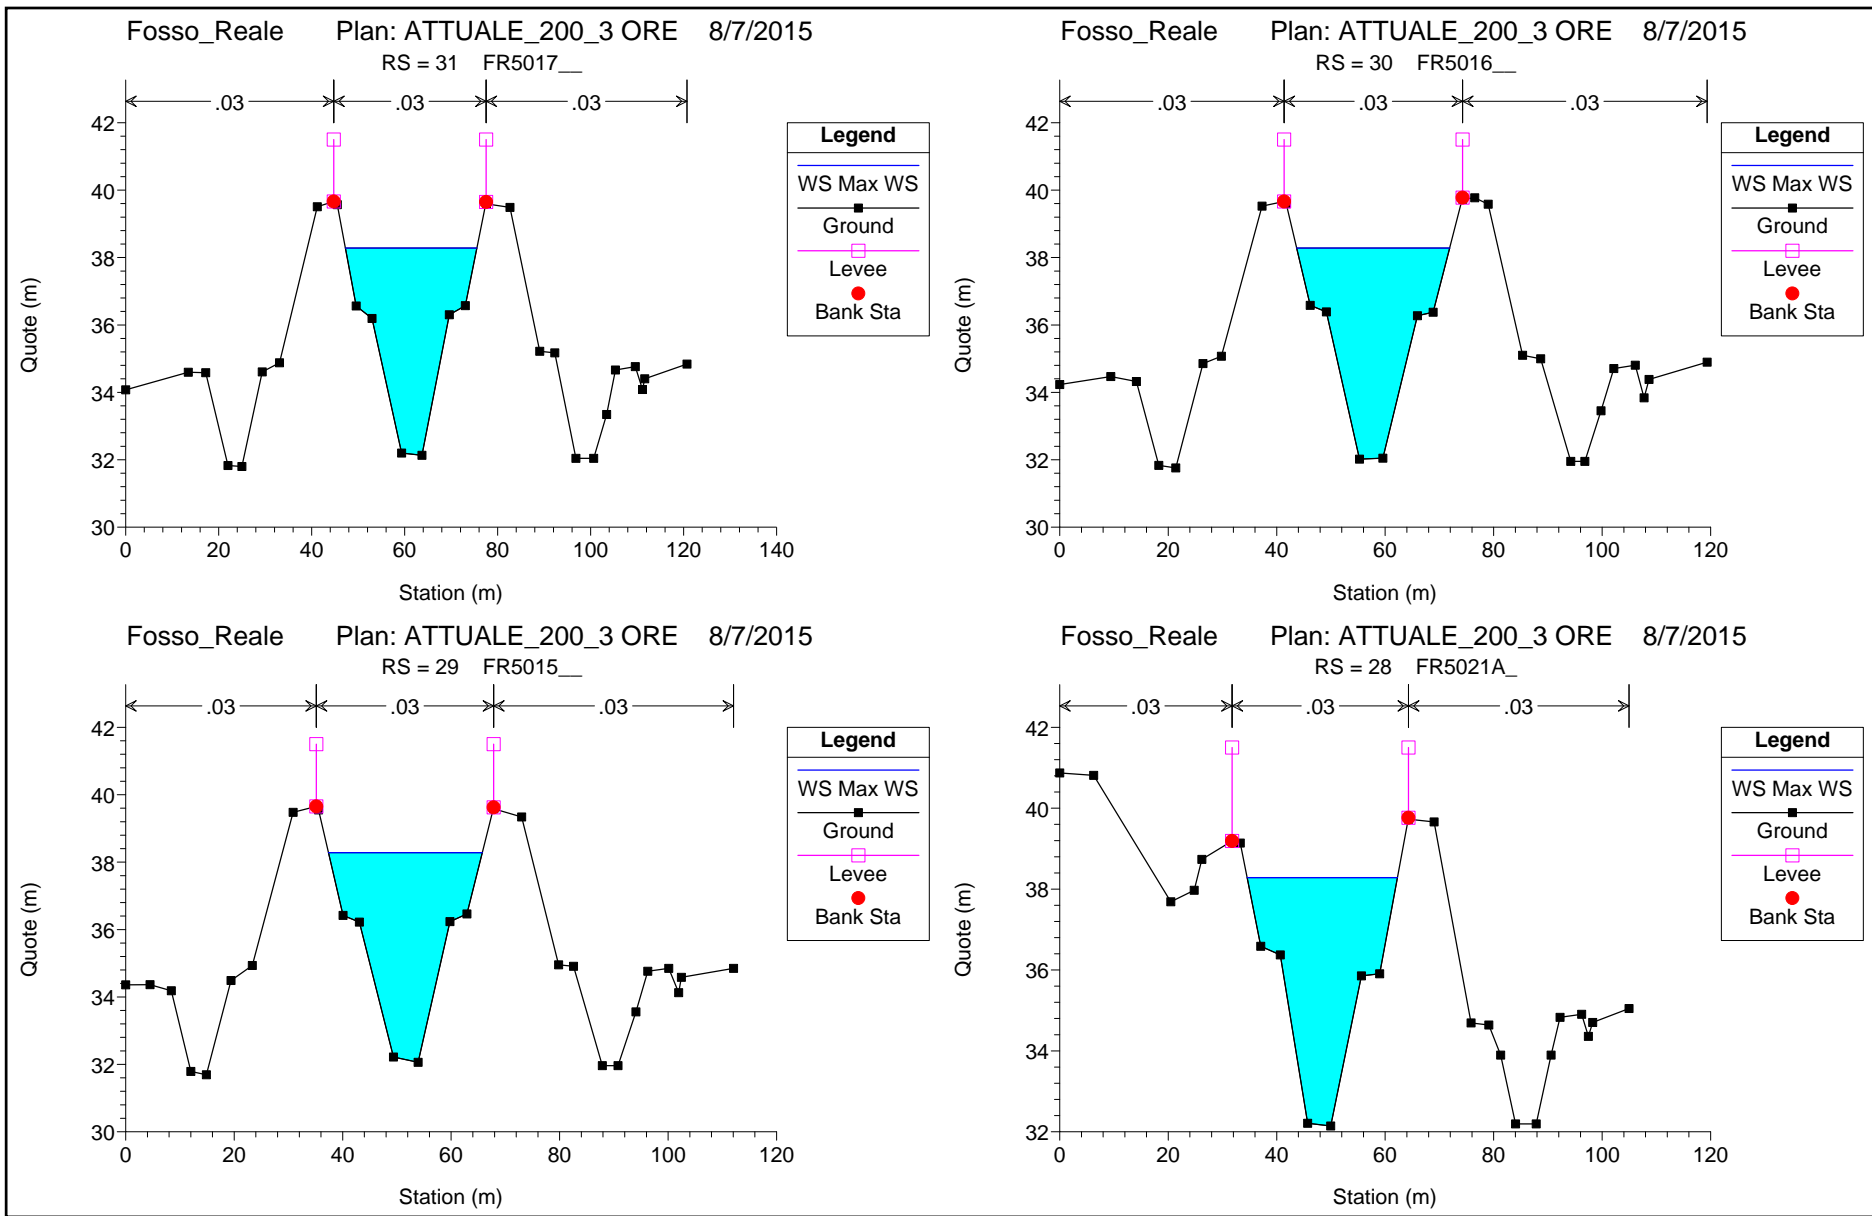 Fosso_Reale Plan: ATTUALE_200_3 ORE 8/7/2015
RS = 31 FR5017__
.03 .03 .03
42
40
38
36
34
32
30
Quote (m)
0 20 40 60 80 100 120 140
Station (m)
Legend
WS Max WS
Ground
Levee
Bank Sta
Fosso_Reale Plan: ATTUALE_200_3 ORE 8/7/2015
RS = 30 FR5016__
.03 .03 .03
42
40
38
36
34
32
30
Quote (m)
0 20 40 60 80 100 120
Station (m)
Legend
WS Max WS
Ground
Levee
Bank Sta
Fosso_Reale Plan: ATTUALE_200_3 ORE 8/7/2015
RS = 29 FR5015__
.03 .03 .03
42
40
38
36
34
32
30
Quote (m)
0 20 40 60 80 100 120
Station (m)
Legend
WS Max WS
Ground
Levee
Bank Sta
Fosso_Reale Plan: ATTUALE_200_3 ORE 8/7/2015
RS = 28 FR5021A_
.03 .03 .03
42
40
38
36
34
32
Quote (m)
0 20 40 60 80 100 120
Station (m)
Legend
WS Max WS
Ground
Levee
Bank Sta